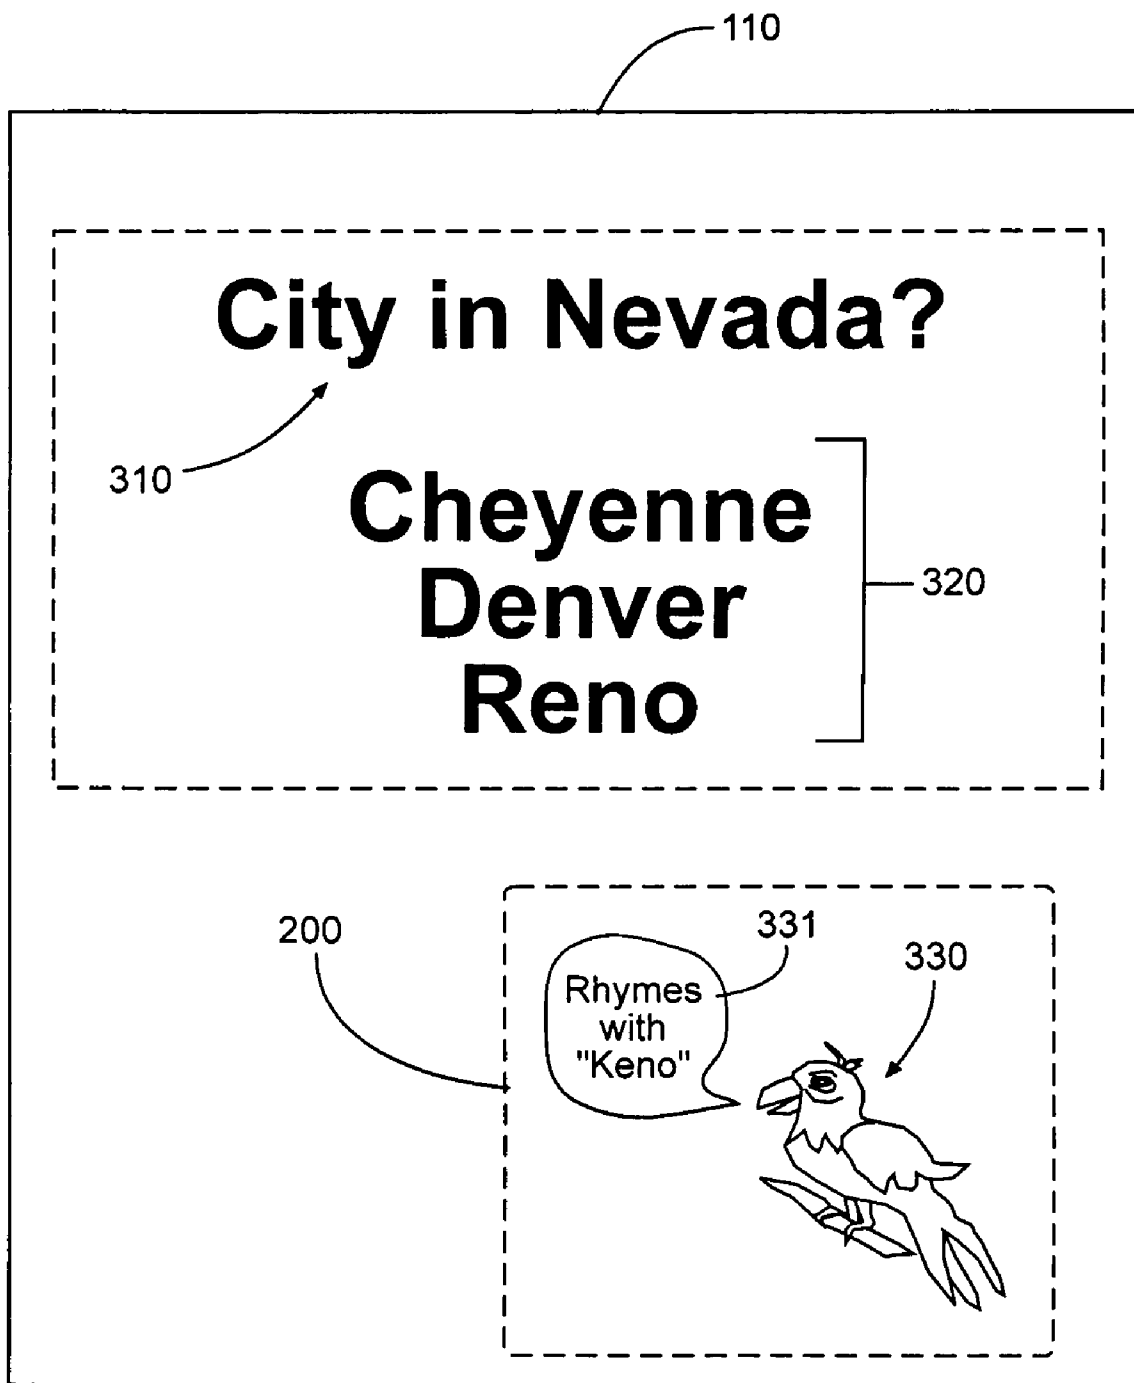 110
City in Nevada?
310
Cheyenne
Denver
Reno
320
200
331
330
Rhymes
with
"Keno"